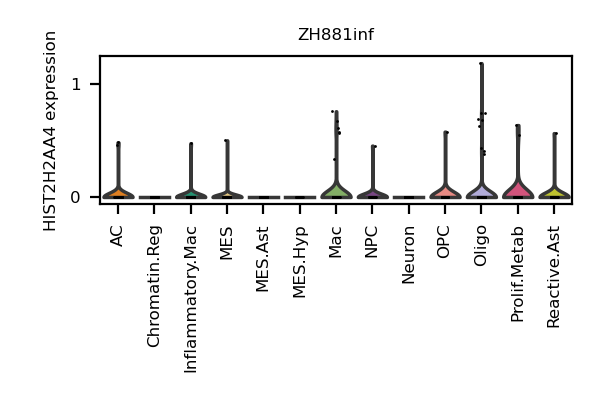 ZH881inf
HIST2H2AA4 expression
1
0
AC
Chromatin.Reg
Inflammatory.Mac
MES
MES.Ast
MES.Hyp
Mac
NPC
Neuron
OPC
Oligo
Prolif.Metab
Reactive.Ast